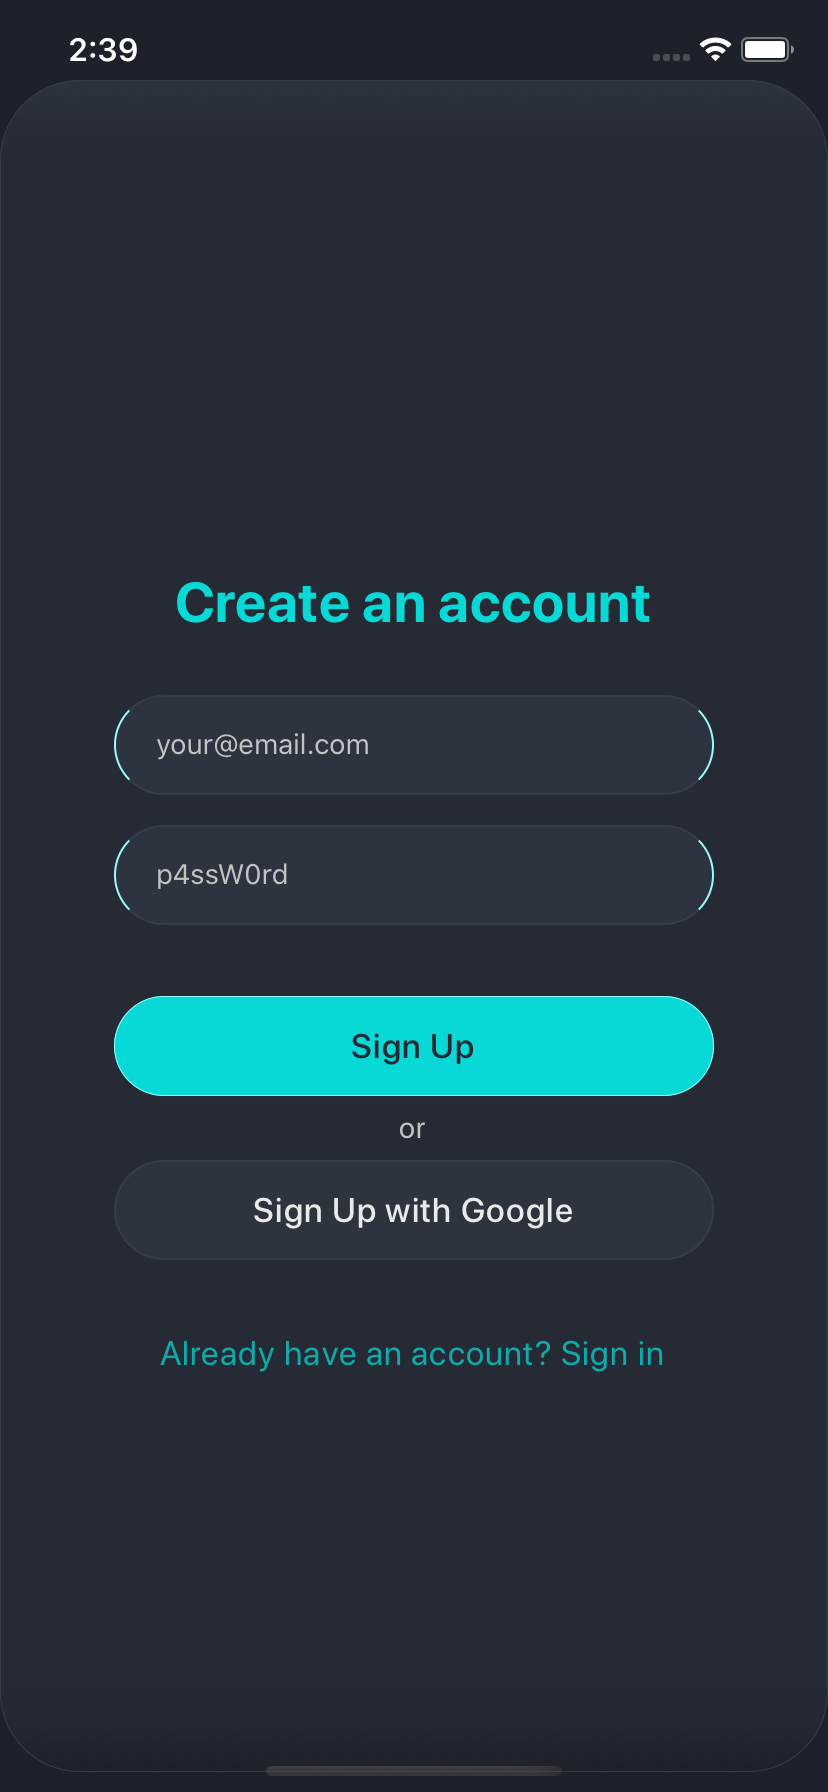 2:39
Create an account
your@email.com
p4ssW0rd
Sign Up
or
Sign Up with Google
Already have an account? Sign in